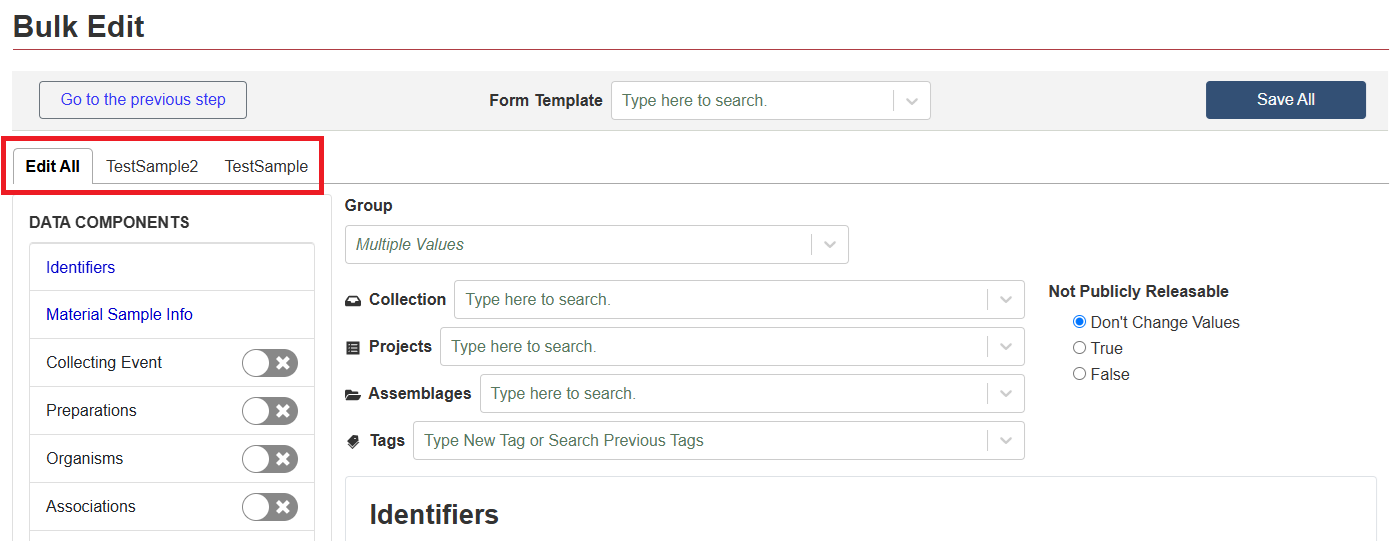 Bulk Edit
Go to the previous step
Form Template
Type here to search.
Save All
Edit All
TestSample2
TestSample
DATA COMPONENTS
Identifiers
Material Sample Info
Collecting Event
Preparations
Organisms
Associations
Group
Multiple Values
Collection
Type here to search.
Projects
Type here to search.
Assemblages
Type here to search.
Tags
Type New Tag or Search Previous Tags
Not Publicly Releasable
Don't Change Values
True
False
Identifiers